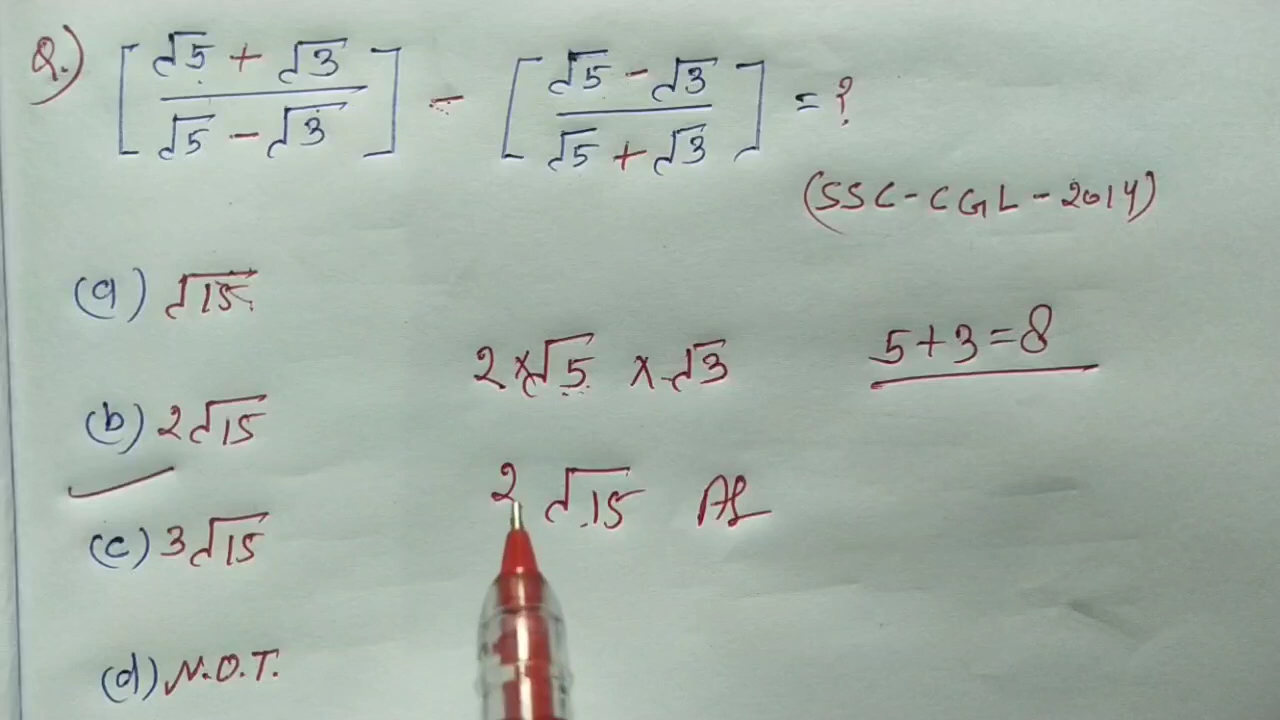 Q.) [√5 + √3 / √5 - √3] - [√5 - √3 / √5 + √3] = ?
(SSC-CGL-2014)
(a) √15
2×√5 ×√3
5+3=8
(b) 2√15
2√15
(c) 3√15
(d) N.O.T.